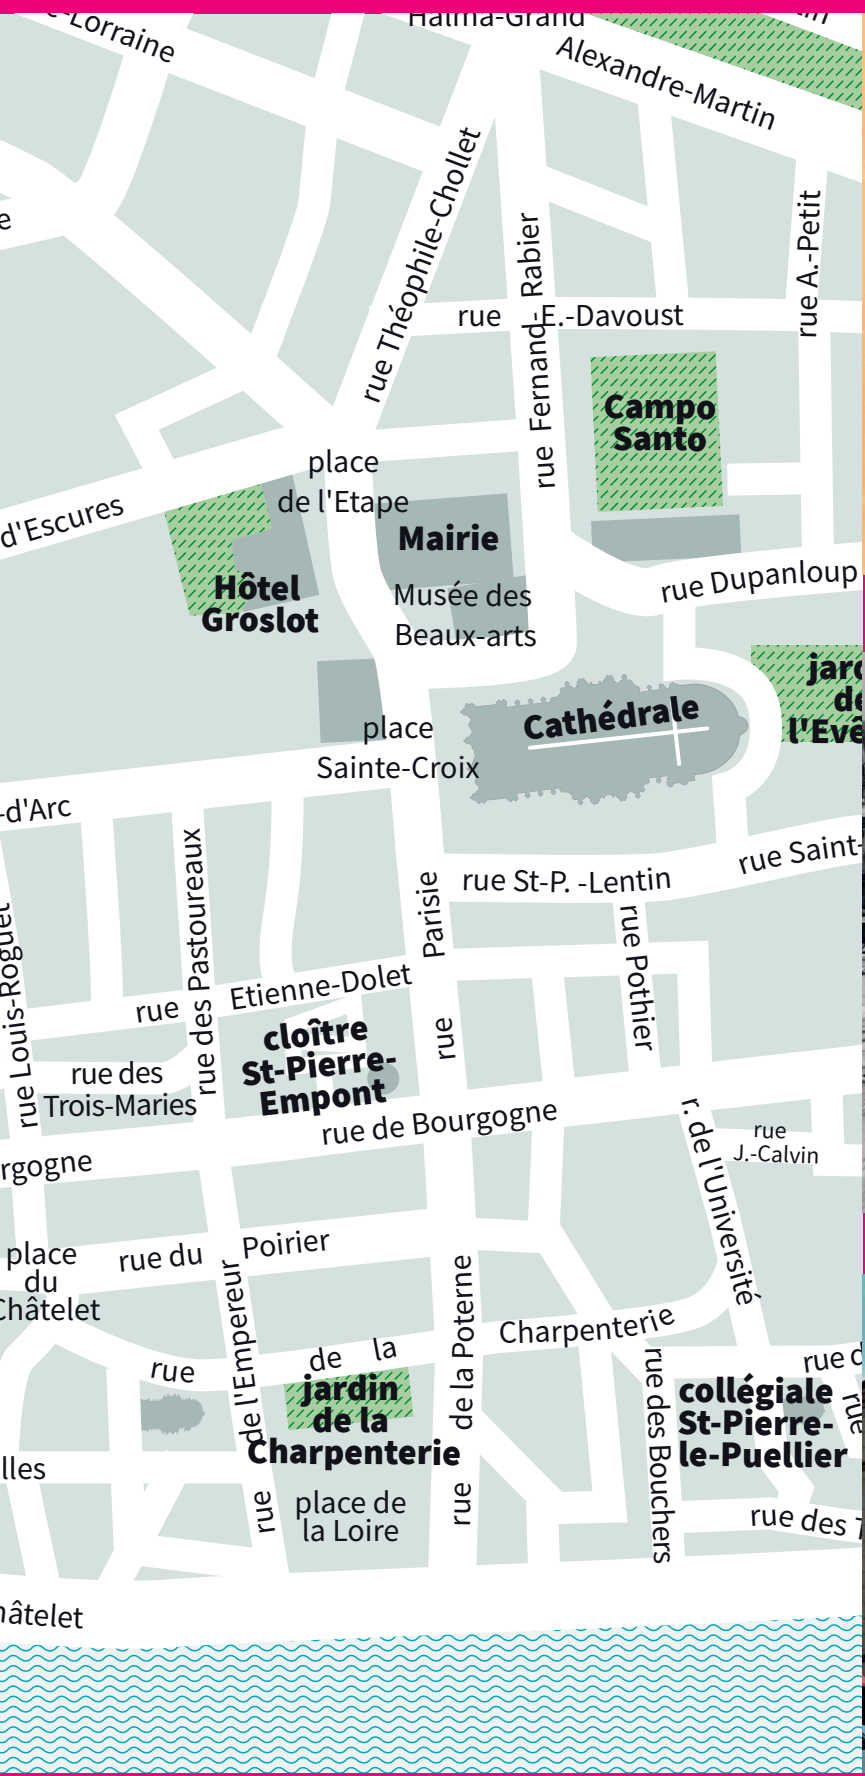 -Lorraine
Halma-Grand
Alexandre-Martin
rue Théophile-Chollet
rue Fernand- Rabier
rue A.-Petit
rue E.-Davoust
Campo
Santo
place
de l'Etape
d'Escures
Mairie
Hôtel
Groslot
Musée des
Beaux-arts
rue Dupanloup
Cathédrale
place
Sainte-Croix
-d'Arc
rue St-P. -Lentin
rue Saint-
rue Louis-Roguet
rue des Pastoureaux
rue Parisie
rue Pothier
rue Etienne-Dolet
cloître
St-Pierre-
Empont
rue des
Trois-Maries
rue de Bourgogne
rgogne
r. de l'Université
rue
J.-Calvin
place
du
Châtelet
rue du Poirier
rue de l'Empereur
rue de la Poterne
rue de la Charpenterie
jardin
de la
Charpenterie
rue des Bouchers
collégiale
St-Pierre-
le-Puellier
rue
lles
place de
la Loire
rue des T
hâtelet